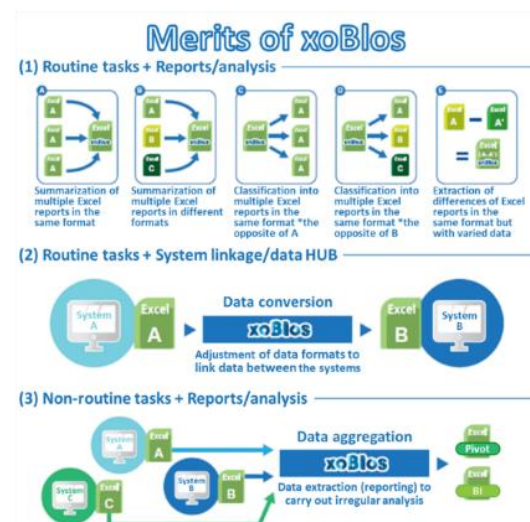 Merits of xoBlos
(1) Routine tasks + Reports/analysis
A
B
C
D
E
Excel
A
Excel
A
Excel
A
Excel
xoBlos
Summarization of
multiple Excel
reports in the
same format
Excel
A
Excel
B
Excel
C
Excel
xoBlos
Summarization of
multiple Excel
reports in different
formats
Excel
xoBlos
Excel
A
Excel
A
Excel
A
Classification into
multiple Excel
reports in the
same format *the
opposite of A
Excel
xoBlos
Excel
A
Excel
B
Excel
C
Classification into
multiple Excel
reports in the
same format *the
opposite of B
Excel
A
−
Excel
A'
=
Excel
(A-A')
xoBlos
Extraction of
differences of Excel
reports in the same
format but
with varied data
(2) Routine tasks + System linkage/data HUB
System
A
Excel
A
Data conversion
xoBlos
Adjustment of data formats to
link data between the systems
Excel
B
System
B
(3) Non-routine tasks + Reports/analysis
System
A
Excel
A
System
B
Excel
B
System
C
Excel
C
Data aggregation
xoBlos
Data extraction (reporting) to
carry out irregular analysis
Excel
Pivot
Excel
BI